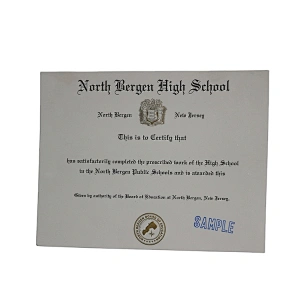 North Bergen High School
North Bergen New Jersey
This is to Certify that
has satisfactorily completed the prescribed work of the High School
in the North Bergen Public Schools and is awarded this
Given by authority of the Board of Education of North Bergen, New Jersey.
SAMPLE